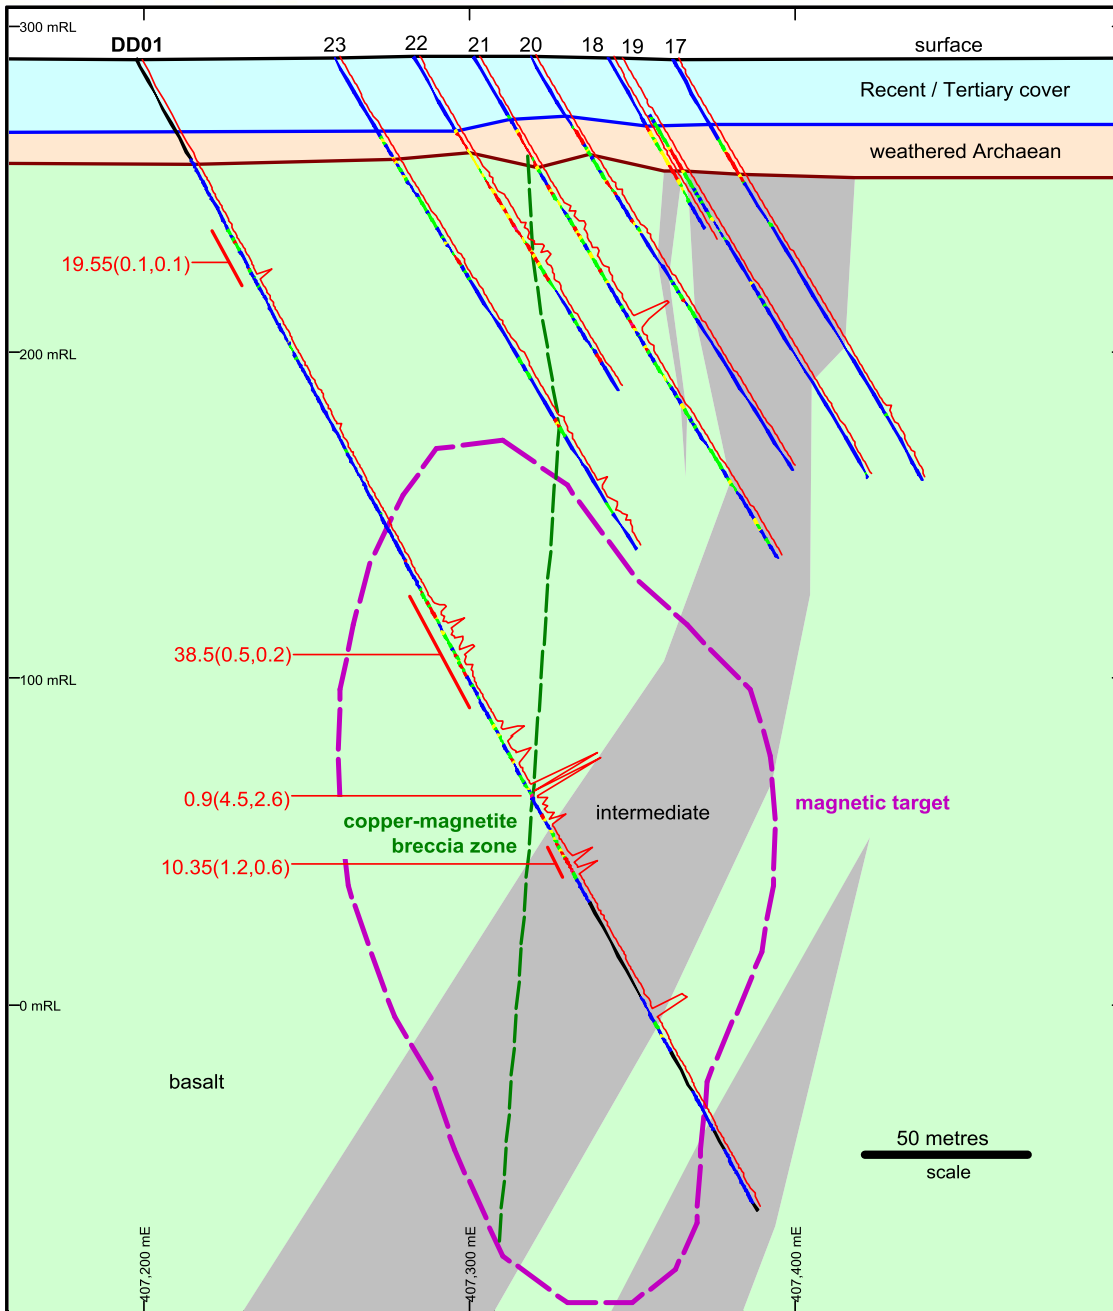 300 mRL
DD01
23
22
21
20
18
19
17
surface
Recent / Tertiary cover
weathered Archaean
19.55(0.1,0.1)
200 mRL
38.5(0.5,0.2)
100 mRL
0.9(4.5,2.6)
copper-magnetite
breccia zone
intermediate
magnetic target
10.35(1.2,0.6)
0 mRL
basalt
50 metres
scale
407,200 mE
407,300 mE
407,400 mE